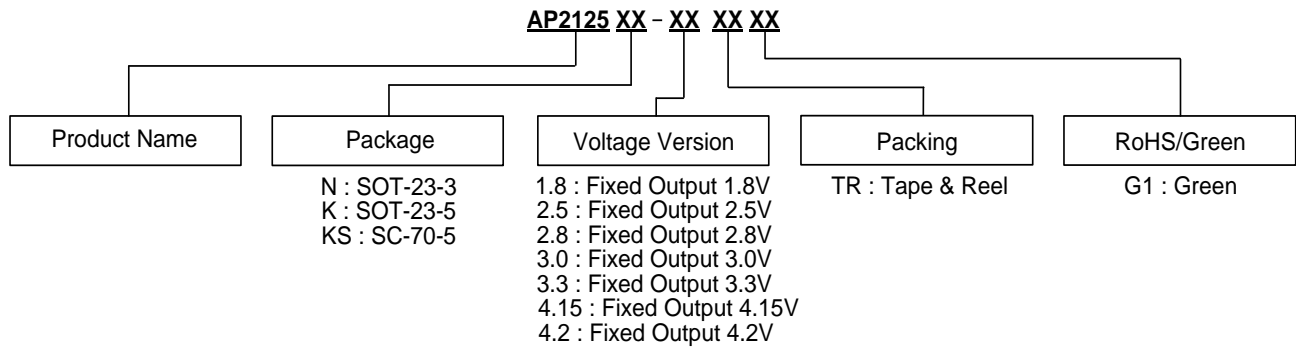 AP2125 XX - XX XX XX
Product Name
Package
N : SOT-23-3
K : SOT-23-5
KS : SC-70-5
Voltage Version
1.8 : Fixed Output 1.8V
2.5 : Fixed Output 2.5V
2.8 : Fixed Output 2.8V
3.0 : Fixed Output 3.0V
3.3 : Fixed Output 3.3V
4.15 : Fixed Output 4.15V
4.2 : Fixed Output 4.2V
Packing
TR : Tape & Reel
RoHS/Green
G1 : Green